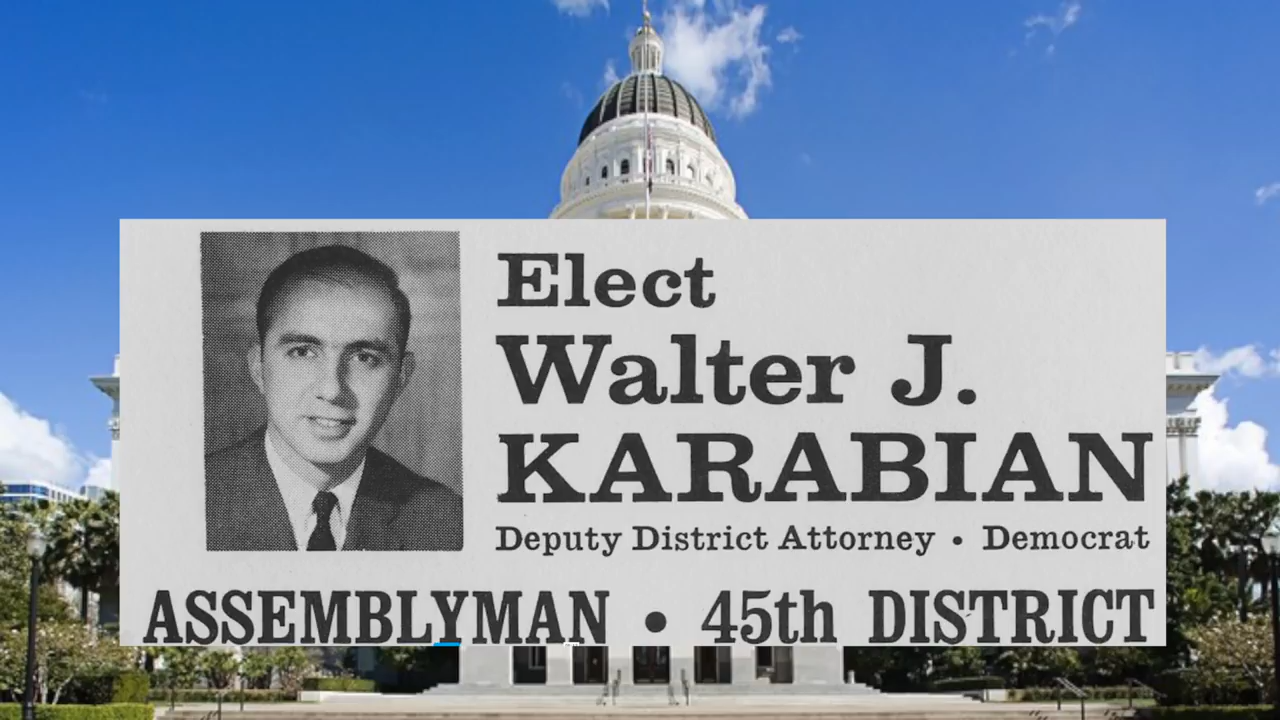 Elect
Walter J.
KARABIAN
Deputy District Attorney • Democrat
ASSEMBLYMAN • 45th DISTRICT